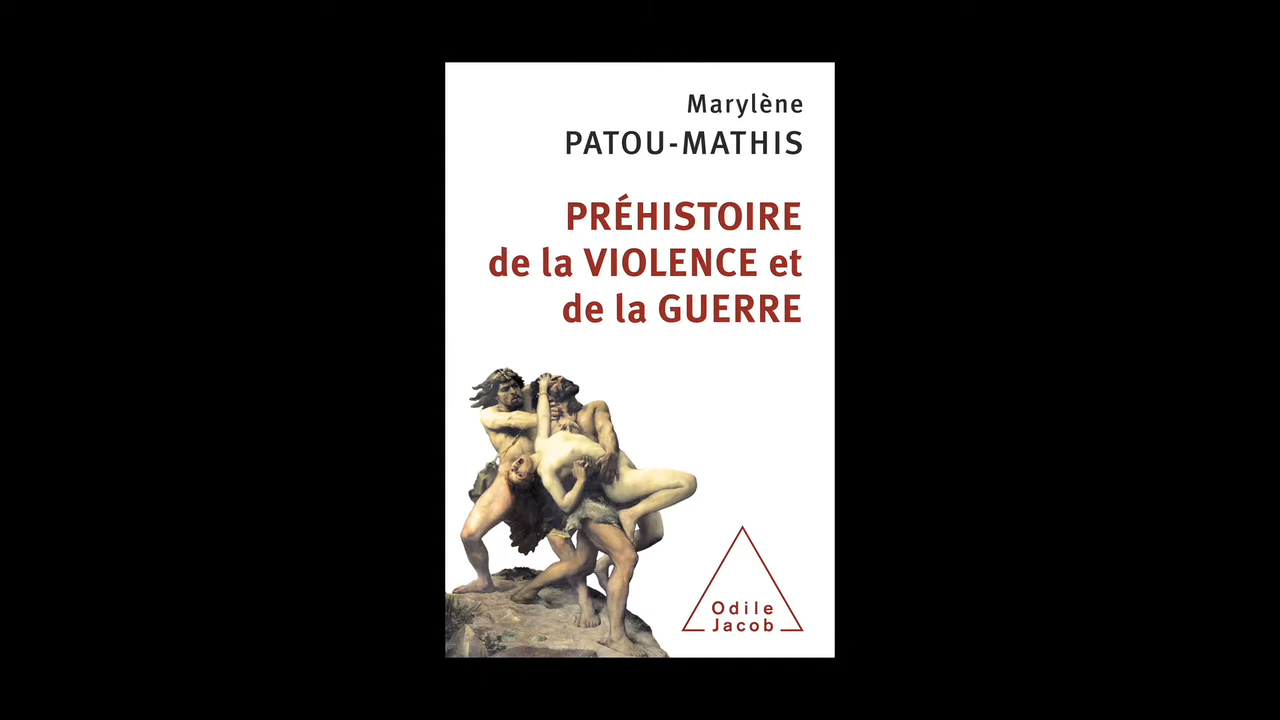 Marylène
PATOU-MATHIS
PRÉHISTOIRE
de la VIOLENCE et
de la GUERRE
Odile
Jacob